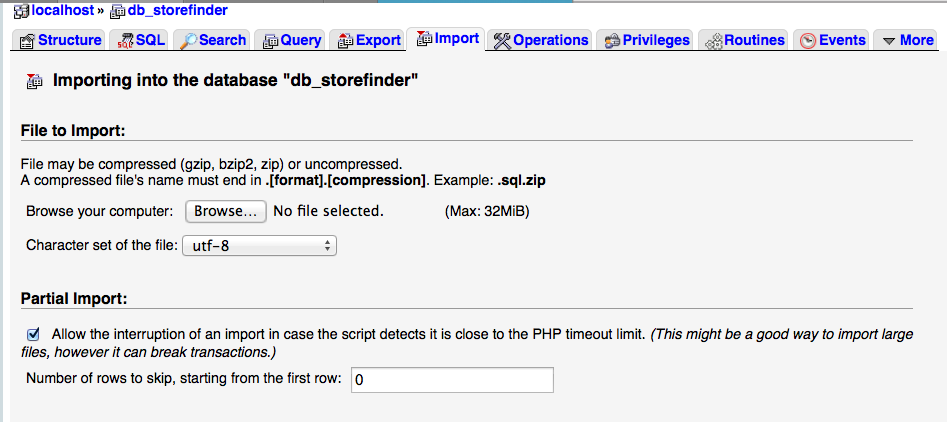 localhost » db_storefinder
Structure SQL Search Query Export Import Operations Privileges Routines Events More
Importing into the database "db_storefinder"
File to Import:
File may be compressed (gzip, bzip2, zip) or uncompressed.
A compressed file's name must end in .[format].[compression]. Example: .sql.zip
Browse your computer: Browse... No file selected. (Max: 32MiB)
Character set of the file: utf-8
Partial Import:
Allow the interruption of an import in case the script detects it is close to the PHP timeout limit. (This might be a good way to import large
files, however it can break transactions.)
Number of rows to skip, starting from the first row: 0